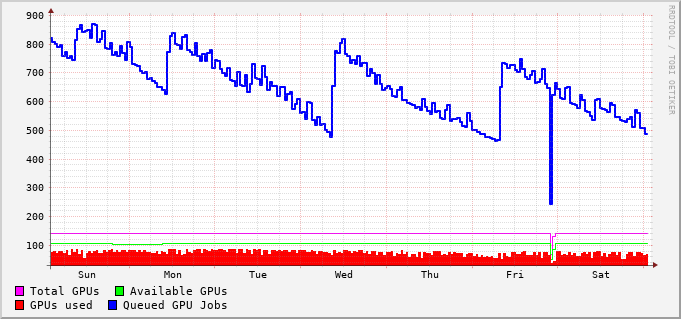 900
800
700
600
500
400
300
200
100
Sun Mon Tue Wed Thu Fri Sat
Total GPUs Available GPUs
GPUs used Queued GPU Jobs
RRDTOOL / TOBI OETIKER